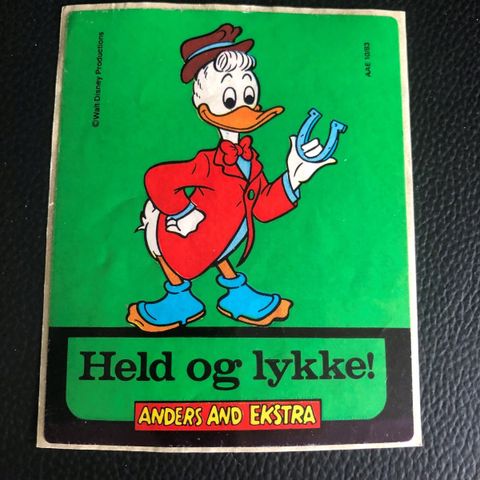 ©Walt Disney Productions
AAE 10/83
Held og lykke!
ANDERS AND EKSTRA